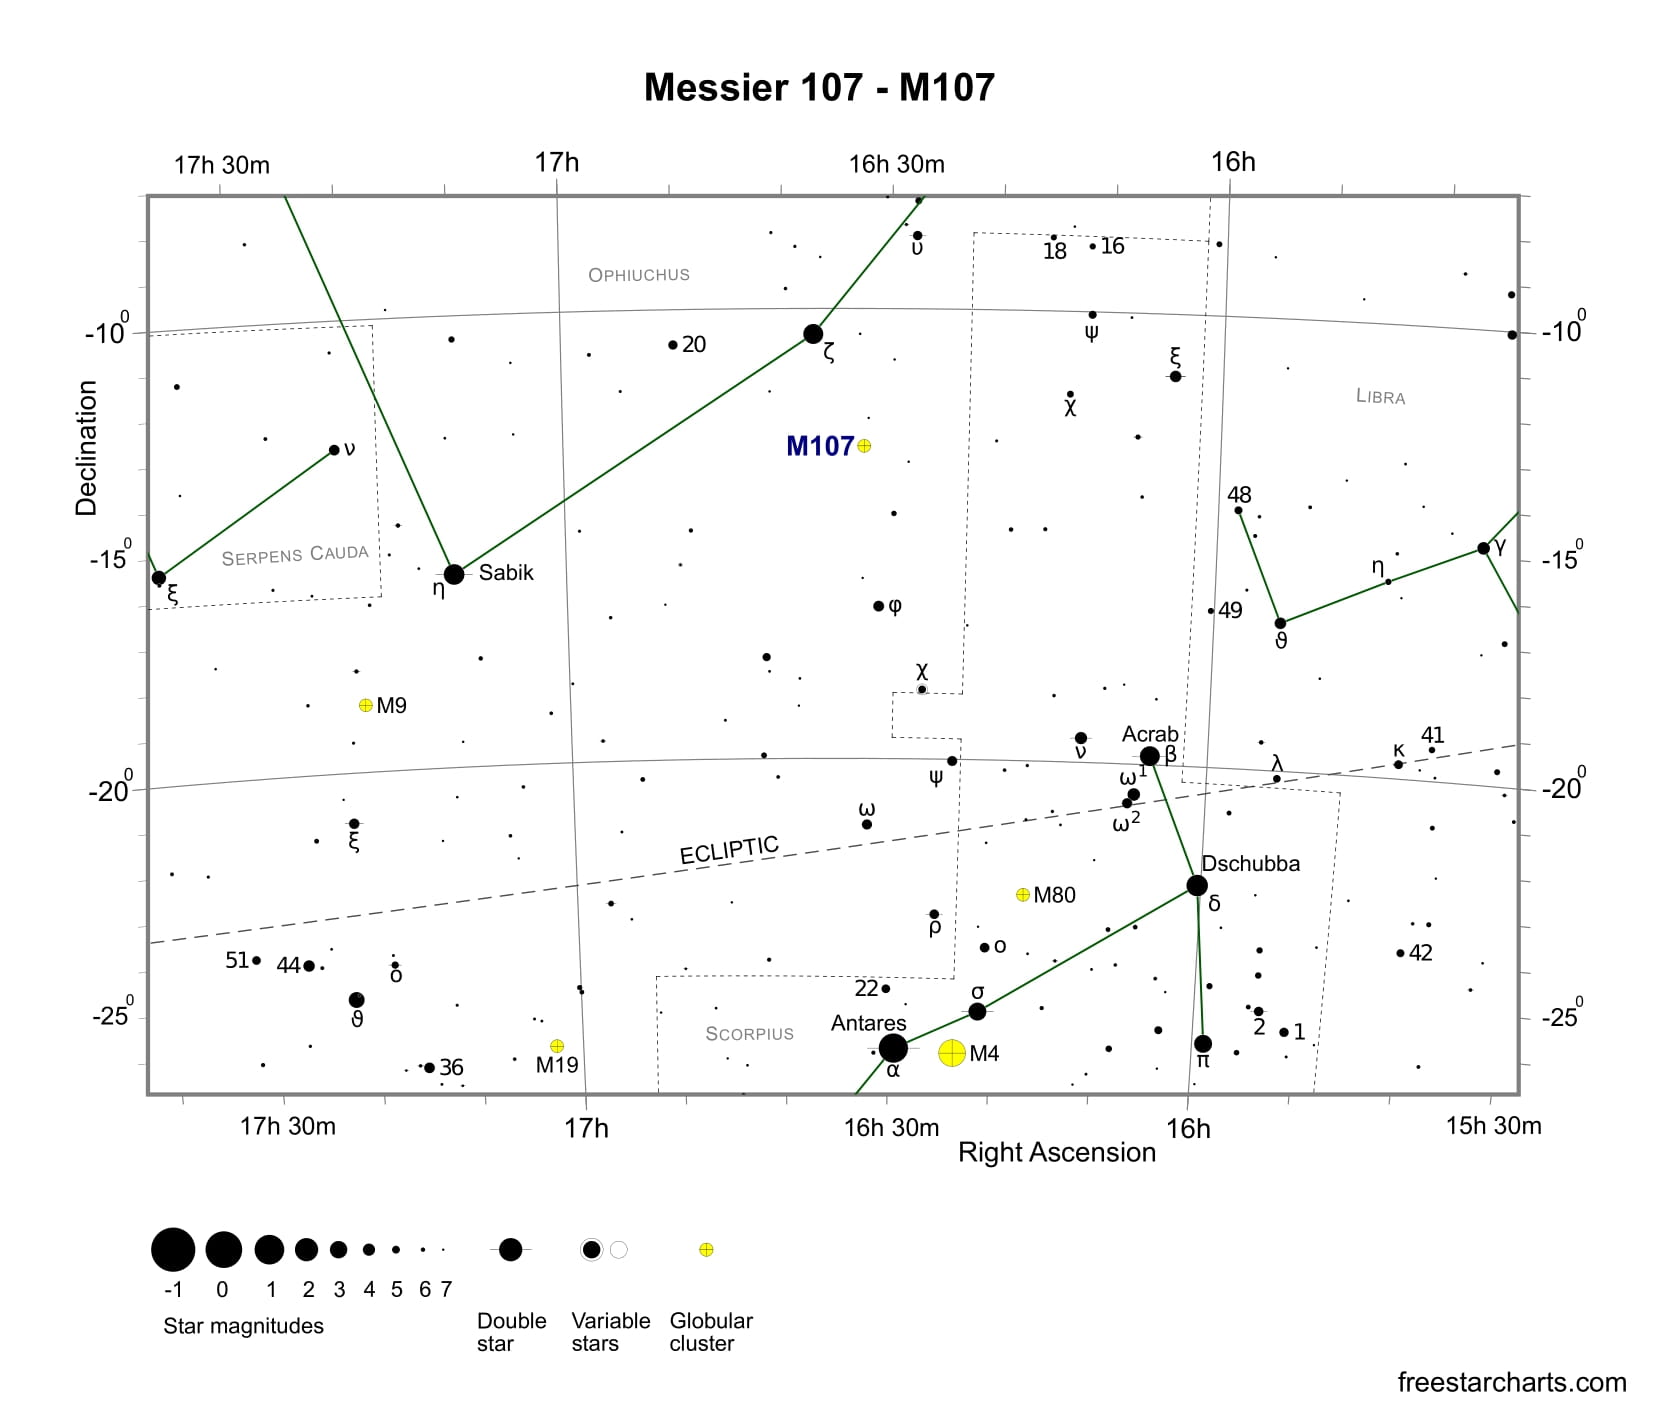 Messier 107 - M107
17h 30m 17h 16h 30m 16h
υ
18 16
OPHIUCHUS
-10⁰ -10⁰
ψ
20 ζ
ξ
LIBRA
χ
Declination
M107
ν
48
γ
SERPENS CAUDA
-15⁰ -15⁰
η Sabik
η
ξ
φ
49
ϑ
χ
M9
Acrab
ν β
41
κ
λ
ψ
ω¹
-20⁰ -20⁰
ω
ω²
ξ
ECLIPTIC
Dschubba
δ
M80
ρ
ο
51 44
ο
42
22
σ
-25⁰ -25⁰
ϑ
Antares
SCORPIUS
2 1
M4
α
π
M19
36
17h 30m 17h 16h 30m 16h 15h 30m
Right Ascension
-1 0 1 2 3 4 5 6 7
Star magnitudes
Double
star
Variable
stars
Globular
cluster
freestarcharts.com